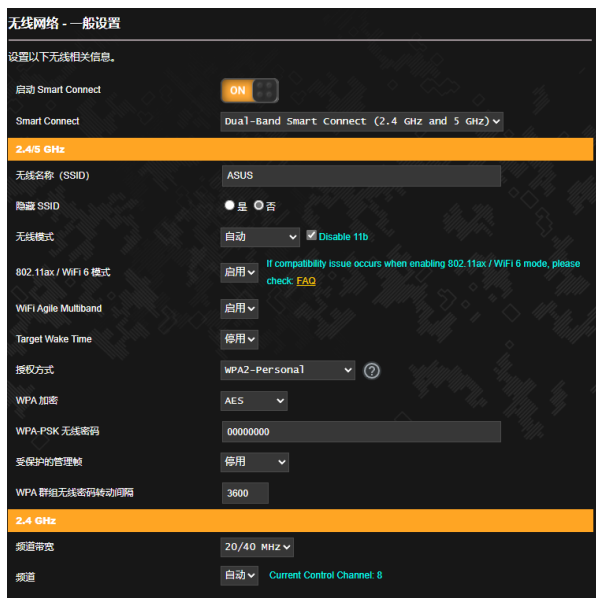 无线网络 - 一般设置
设置以下无线相关信息。
启动 Smart Connect ON
Smart Connect Dual-Band Smart Connect (2.4 GHz and 5 GHz)
2.4/5 GHz
无线名称（SSID） ASUS
隐藏 SSID 是 否
无线模式 自动 Disable 11b
802.11ax / WiFi 6 模式 启用 If compatibility issue occurs when enabling 802.11ax / WiFi 6 mode, please
check: FAQ
WiFi Agile Multiband 启用
Target Wake Time 停用
授权方式 WPA2-Personal ?
WPA 加密 AES
WPA-PSK 无线密码 00000000
受保护的管理帧 停用
WPA 群组无线密码转动间隔 3600
2.4 GHz
频道带宽 20/40 MHz
频道 自动 Current Control Channel: 8